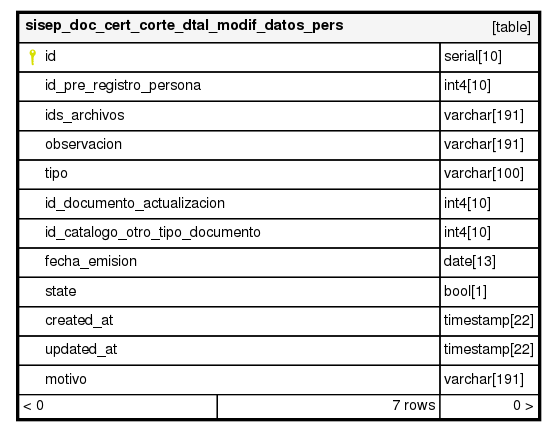 sisep_doc_cert_corte_dtal_modif_datos_pers [table]
id serial[10]
id_pre_registro_persona int4[10]
ids_archivos varchar[191]
observacion varchar[191]
tipo varchar[100]
id_documento_actualizacion int4[10]
id_catalogo_otro_tipo_documento int4[10]
fecha_emision date[13]
state bool[1]
created_at timestamp[22]
updated_at timestamp[22]
motivo varchar[191]
< 0 7 rows 0 >